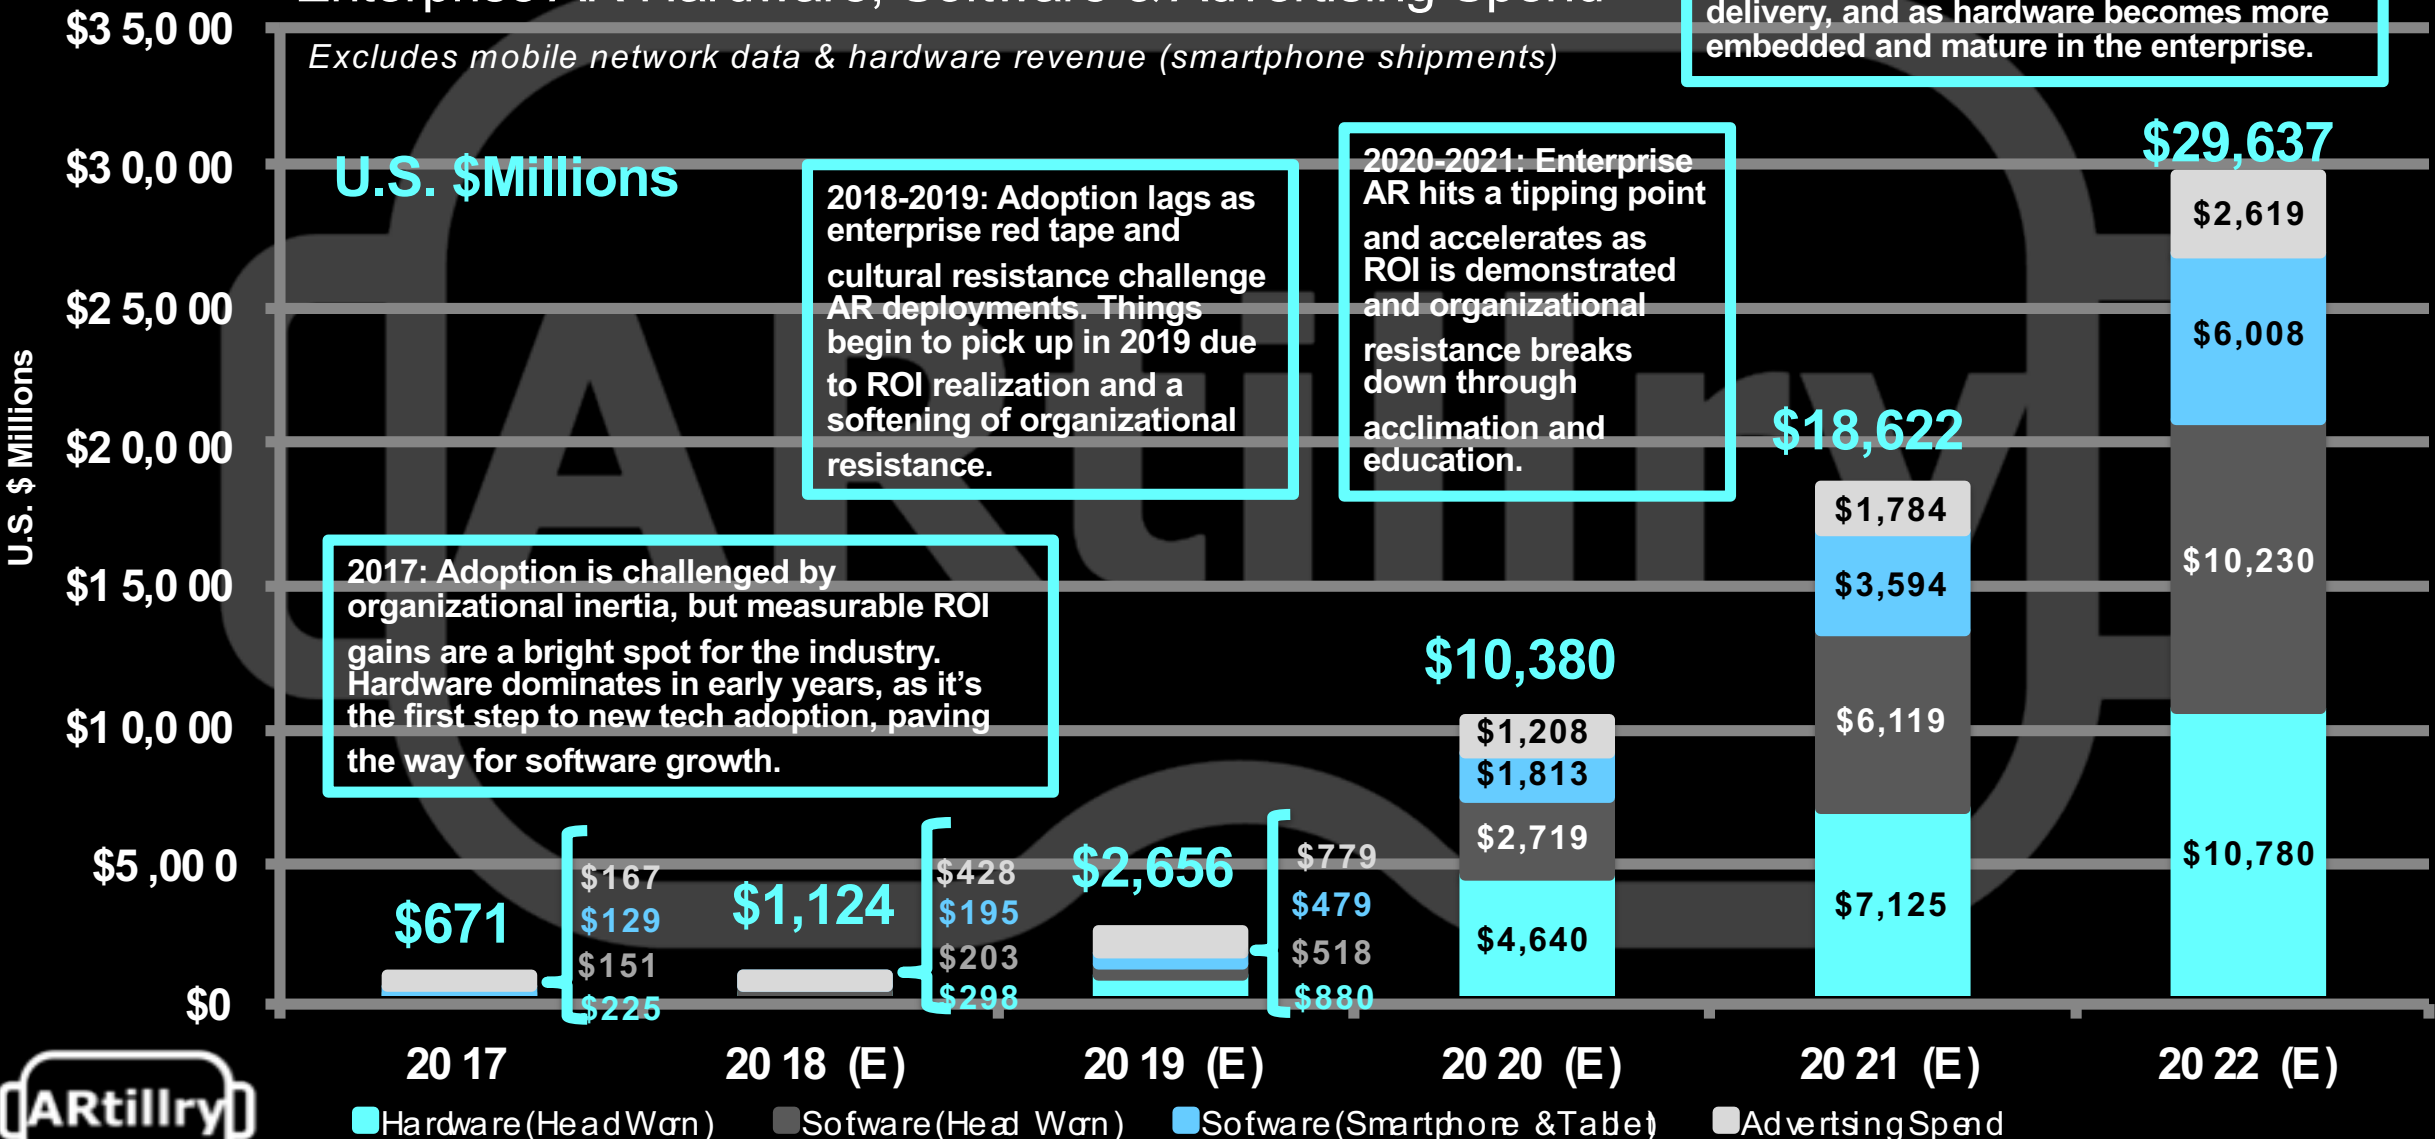 Enterprise AR Hardware, Software & Advertising Spend
Excludes mobile network data & hardware revenue (smartphone shipments)
delivery, and as hardware becomes more
embedded and mature in the enterprise.
U.S. $Millions
U.S. $ Millions
$35,000
$30,000
$25,000
$20,000
$15,000
$10,000
$5,000
$0
2017: Adoption is challenged by
organizational inertia, but measurable ROI
gains are a bright spot for the industry.
Hardware dominates in early years, as it's
the first step to new tech adoption, paving
the way for software growth.
2018-2019: Adoption lags as
enterprise red tape and
cultural resistance challenge
AR deployments. Things
begin to pick up in 2019 due
to ROI realization and a
softening of organizational
resistance.
2020-2021: Enterprise
AR hits a tipping point
and accelerates as
ROI is demonstrated
and organizational
resistance breaks
down through
acclimation and
education.
$671
$167
$129
$151
$225
$1,124
$428
$195
$203
$298
$2,656
$779
$479
$518
$880
$10,380
$1,208
$1,813
$2,719
$4,640
$18,622
$1,784
$3,594
$6,119
$7,125
$29,637
$2,619
$6,008
$10,230
$10,780
2017
2018 (E)
2019 (E)
2020 (E)
2021 (E)
2022 (E)
Hardware (Head Worn)
Sofware (Head Worn)
Sofware (Smartphone & Tablet)
Advertsing Spend
ARtillry
ARtillry